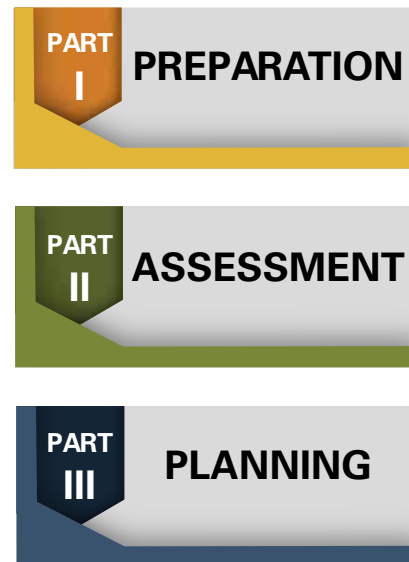 PART
I
PREPARATION
PART
II
ASSESSMENT
PART
III
PLANNING